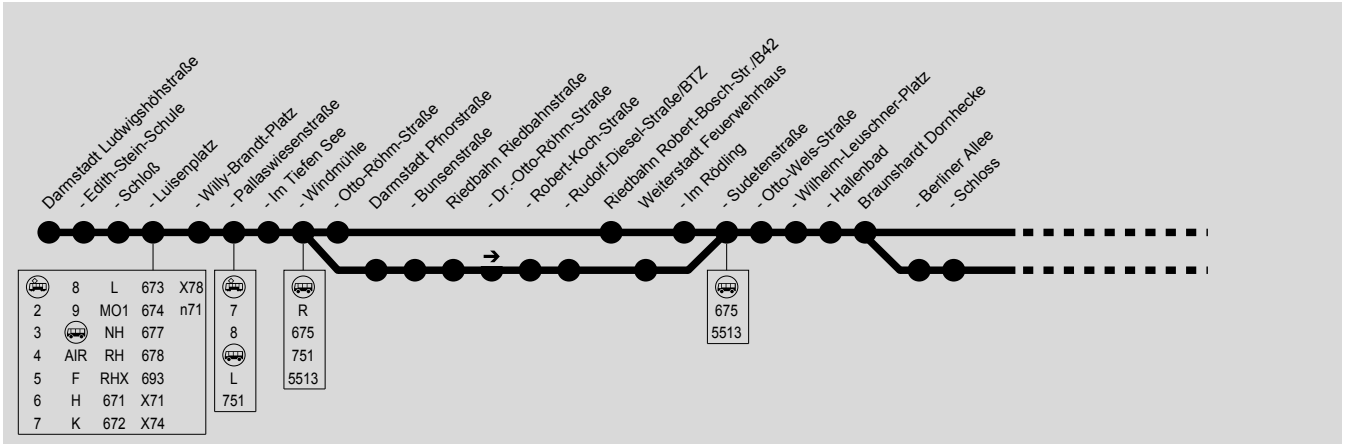 Darmstadt Ludwigshöhstraße
- Edith-Stein-Schule
- Schloß
- Luisenplatz
- Willy-Brandt-Platz
- Pallaswiesenstraße
- Im Tiefen See
- Windmühle
- Otto-Röhm-Straße
Darmstadt Pfnorstraße
- Bunsenstraße
Riedbahn Riedbahnstraße
- Dr.-Otto-Röhm-Straße
- Robert-Koch-Straße
- Rudolf-Diesel-Straße/BTZ
Riedbahn Robert-Bosch-Str./B42
Weiterstadt Feuerwehrhaus
- Im Rödling
- Sudetenstraße
- Otto-Wels-Straße
- Wilhelm-Leuschner-Platz
- Hallenbad
Braunshardt Dornhecke
- Berliner Allee
- Schloss
8 L 673 X78
2 9 MO1 674 n71
3 NH 677
4 AIR RH 678
5 F RHX 693
6 H 671 X71
7 K 672 X74
7
8
L
751
R
675
751
5513
675
5513